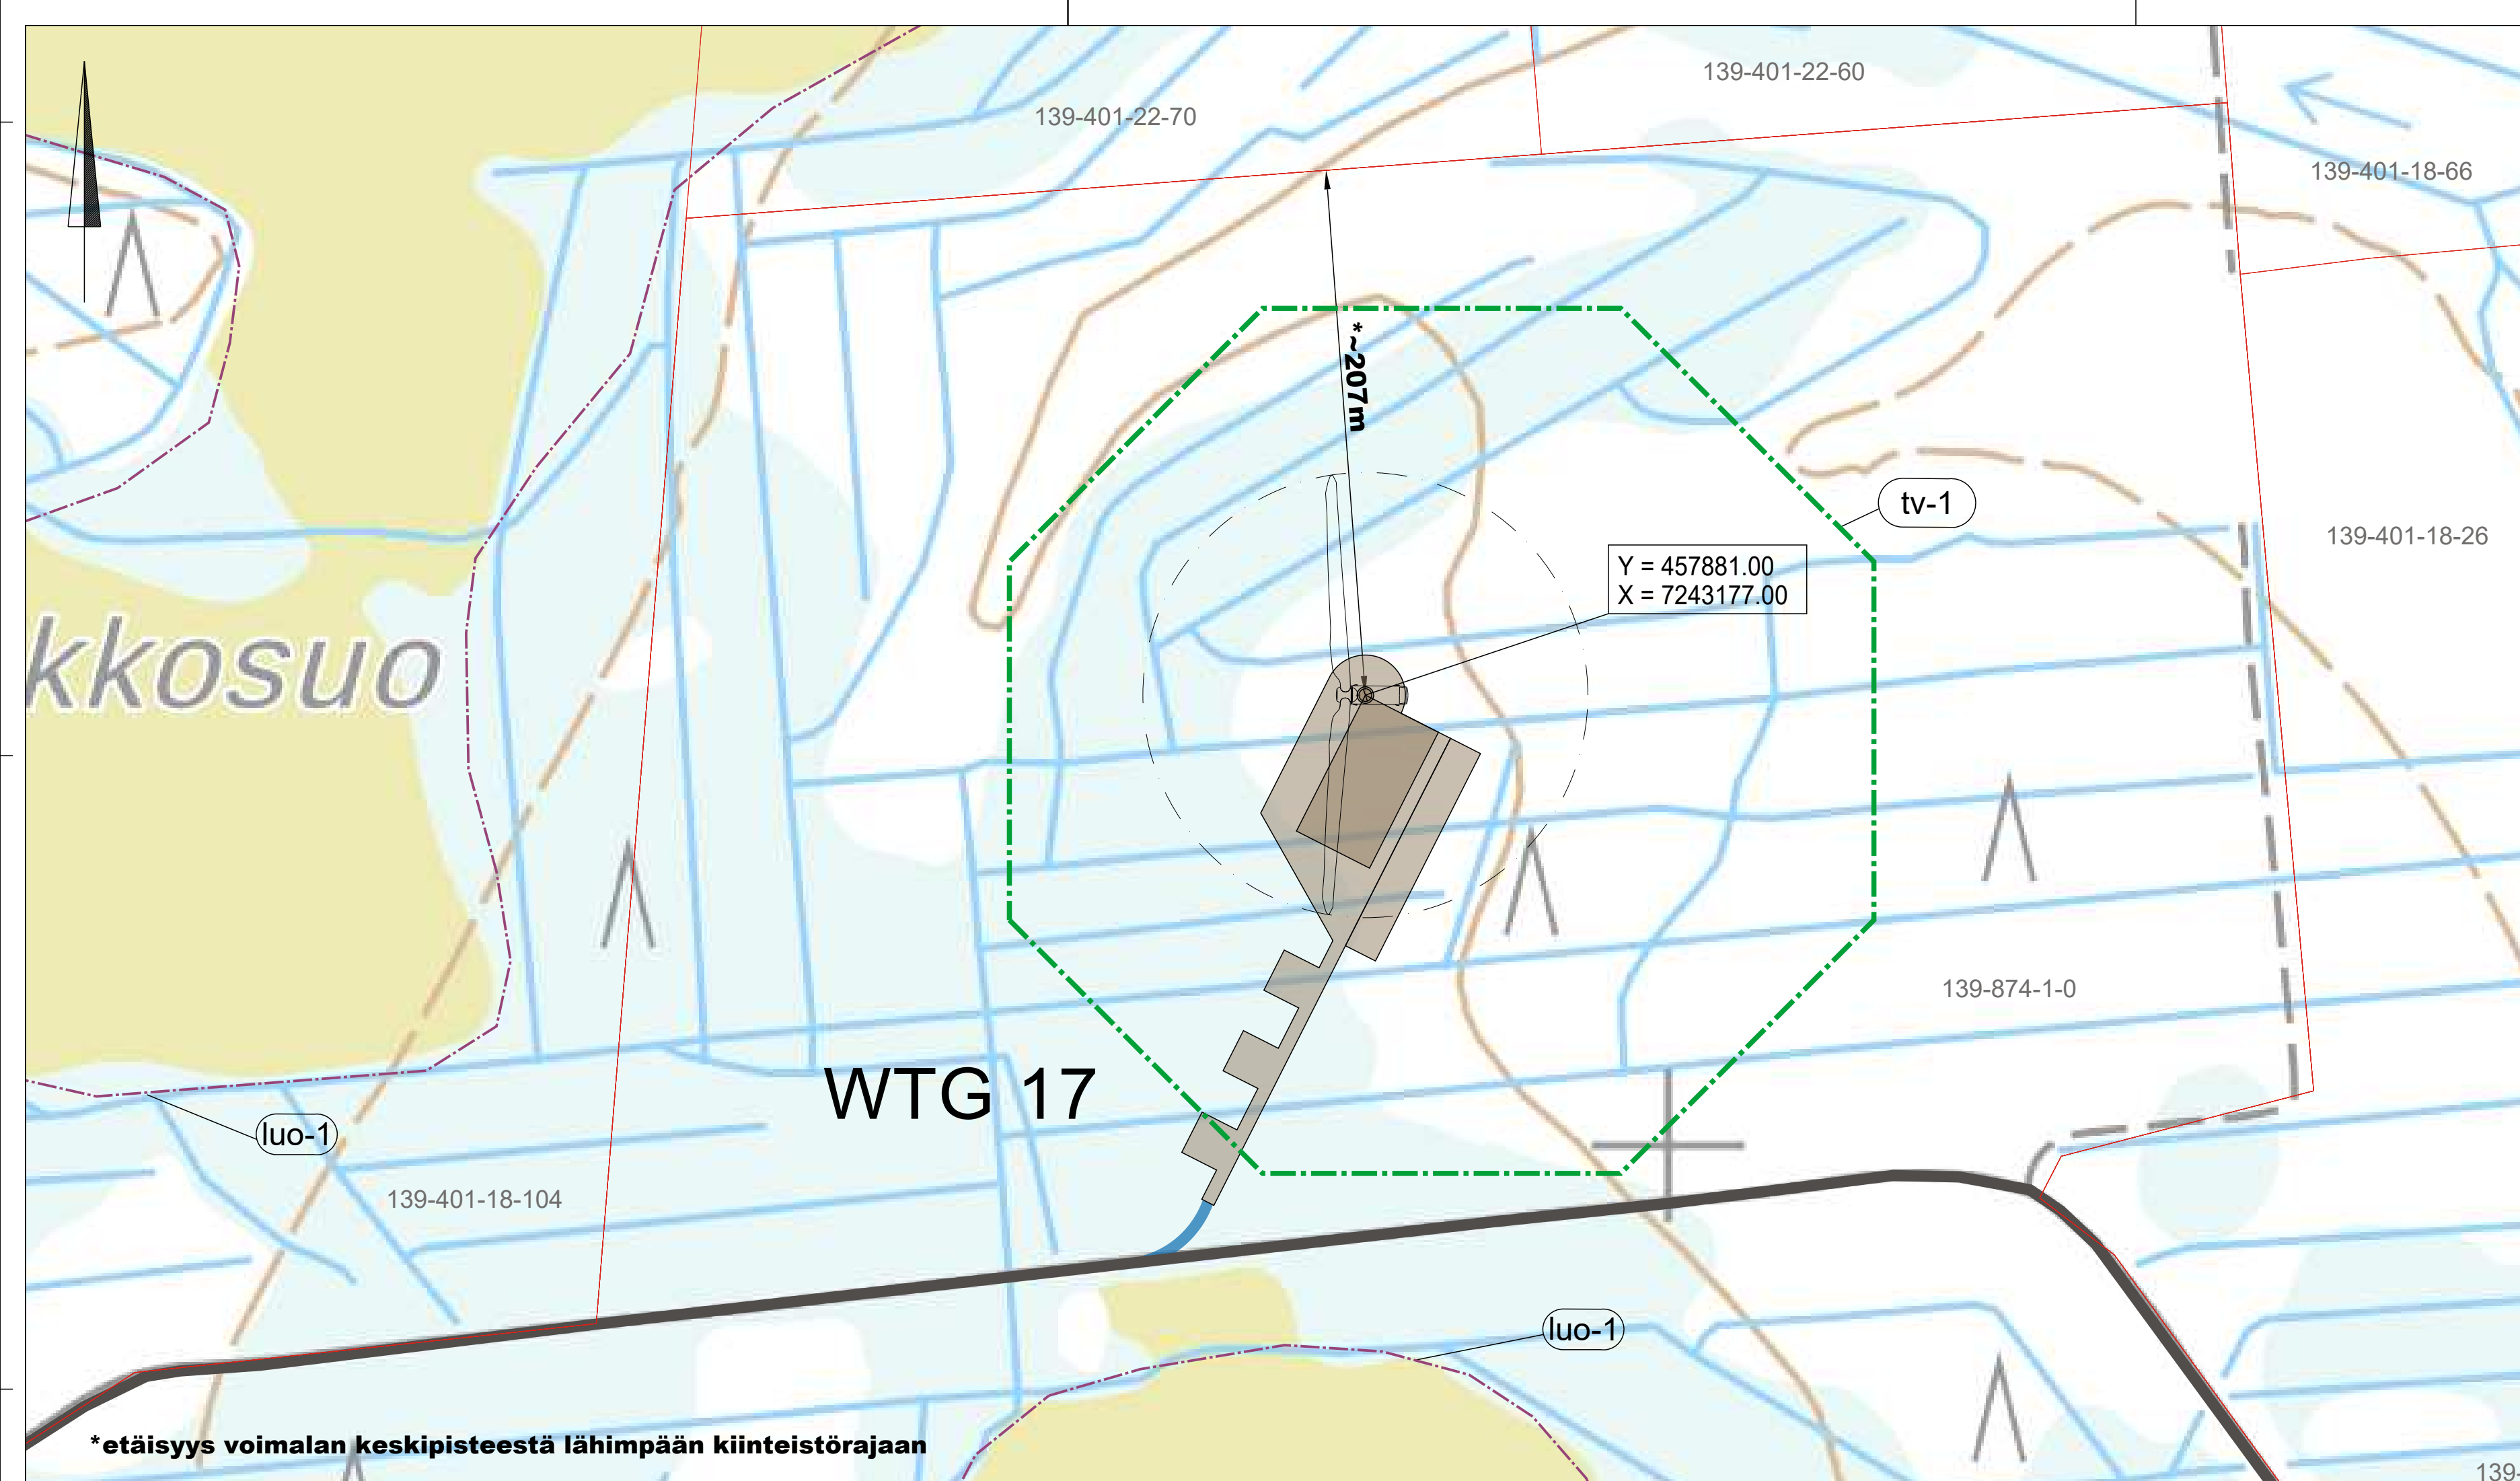 139-401-22-60
139-401-22-70
139-401-18-66
*~207m
tv-1
139-401-18-26
Y = 457881.00
X = 7243177.00
kkosuo
139-874-1-0
WTG 17
luo-1
139-401-18-104
luo-1
*etäisyys voimalan keskipisteestä lähimpään kiinteistörajaan
139-